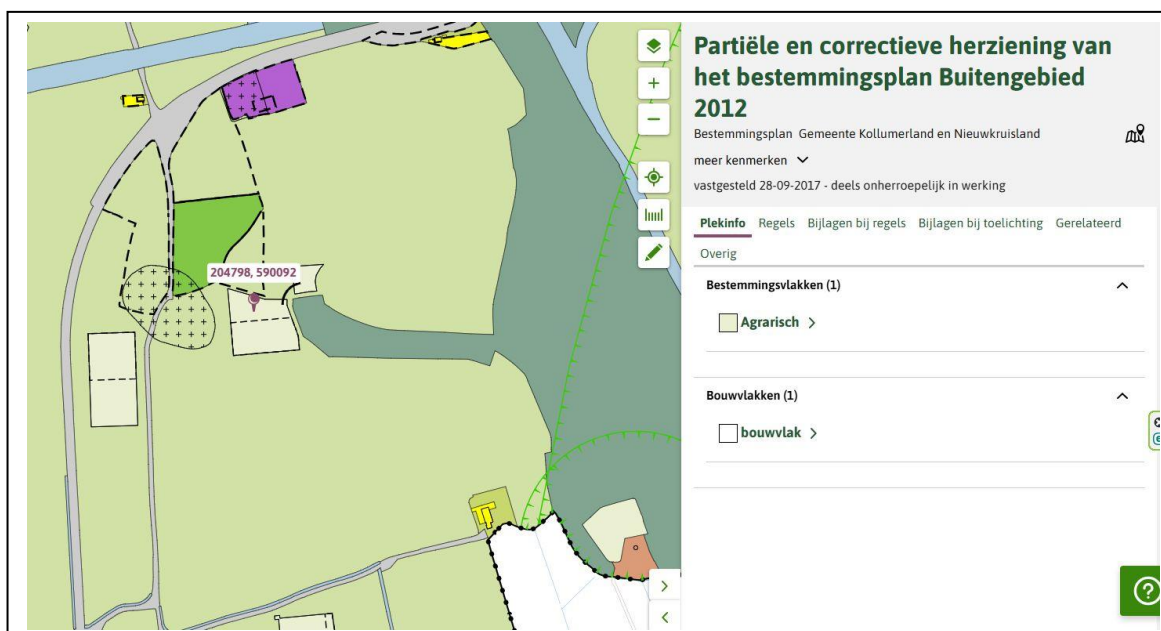 204798, 590092
Partiële en correctieve herziening van
het bestemmingsplan Buitengebied
2012
Bestemmingsplan Gemeente Kollumerland en Nieuwkruisland
meer kenmerken
vastgesteld 28-09-2017 - deels onherroepelijk in werking
Plekinfo Regels Bijlagen bij regels Bijlagen bij toelichting Gerelateerd
Overig
Bestemmingsvlakken (1)
Agrarisch
Bouwvlakken (1)
bouwvlak